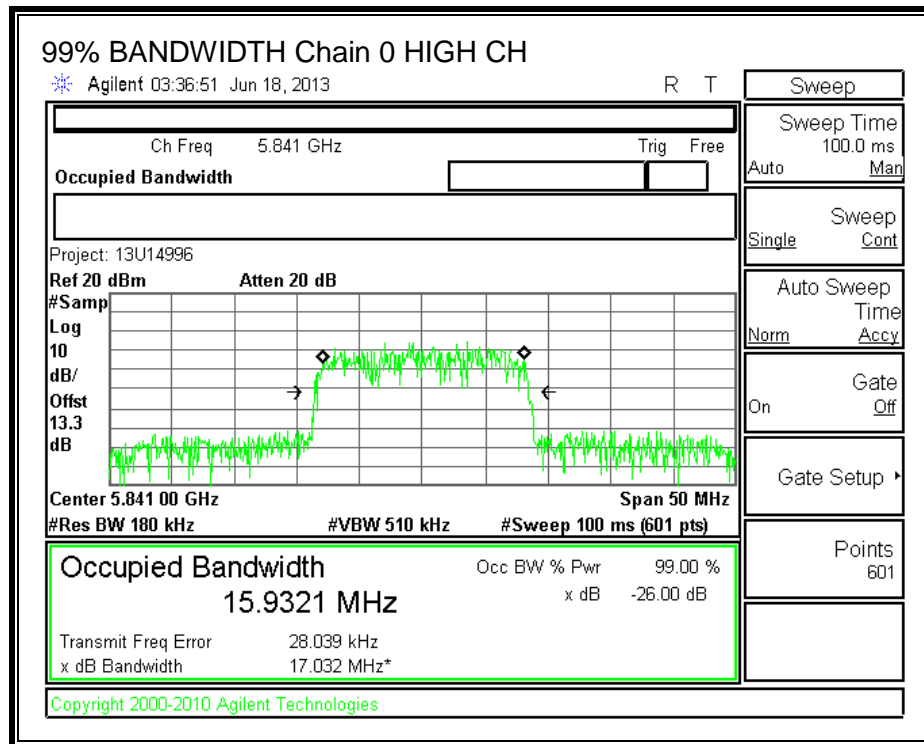 99% BANDWIDTH Chain 0 HIGH CH
Agilent 03:36:51 Jun 18, 2013 R T
Ch Freq 5.841 GHz Trig Free
Occupied Bandwidth
Project: 13U14996
Ref 20 dBm Atten 20 dB
#Samp
Log
10
dB/
Offst
13.3
dB
Center 5.841 00 GHz Span 50 MHz
#Res BW 180 kHz #VBW 510 kHz #Sweep 100 ms (601 pts)
Occupied Bandwidth
15.9321 MHz
Occ BW % Pwr 99.00 %
x dB -26.00 dB
Transmit Freq Error 28.039 kHz
x dB Bandwidth 17.032 MHz*
Copyright 2000-2010 Agilent Technologies
Sweep
Sweep Time
100.0 ms
Auto Man
Sweep
Single Cont
Auto Sweep
Time
Norm Accy
Gate
On Off
Gate Setup
Points
601